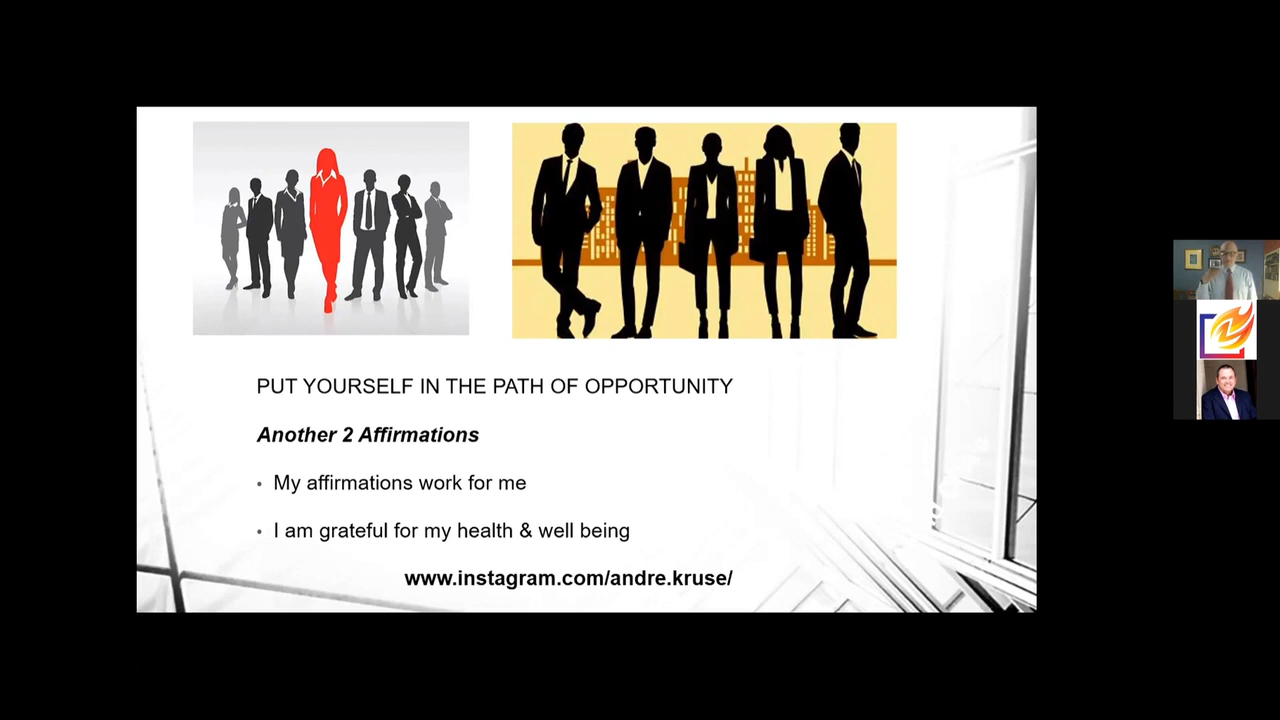 PUT YOURSELF IN THE PATH OF OPPORTUNITY
Another 2 Affirmations
• My affirmations work for me
• I am grateful for my health & well being
www.instagram.com/andre.kruse/